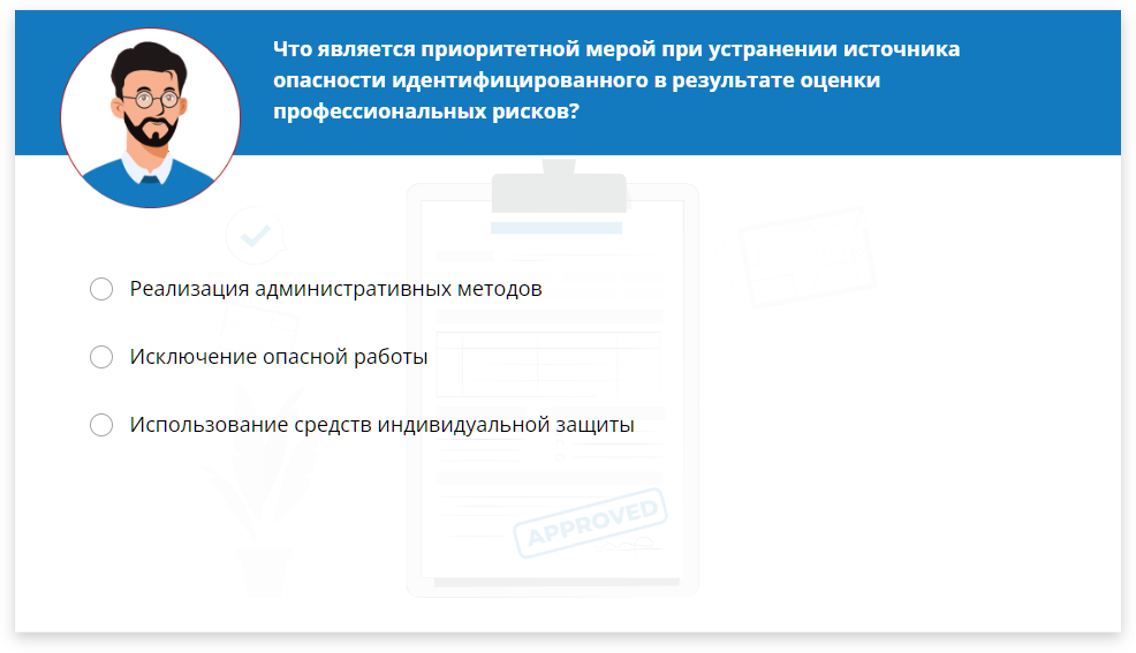 Что является приоритетной мерой при устранении источника
опасности идентифицированного в результате оценки
профессиональных рисков?
Реализация административных методов
Исключение опасной работы
Использование средств индивидуальной защиты
APPROVED